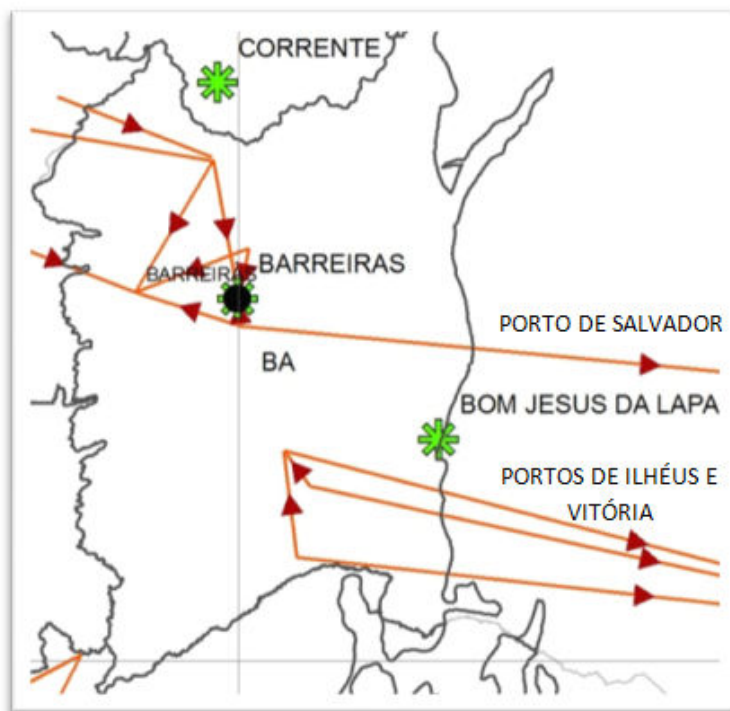 CORRENTE
BARREIRAS
BARREIRAS
PORTO DE SALVADOR
BA
BOM JESUS DA LAPA
PORTOS DE ILHÉUS E
VITÓRIA